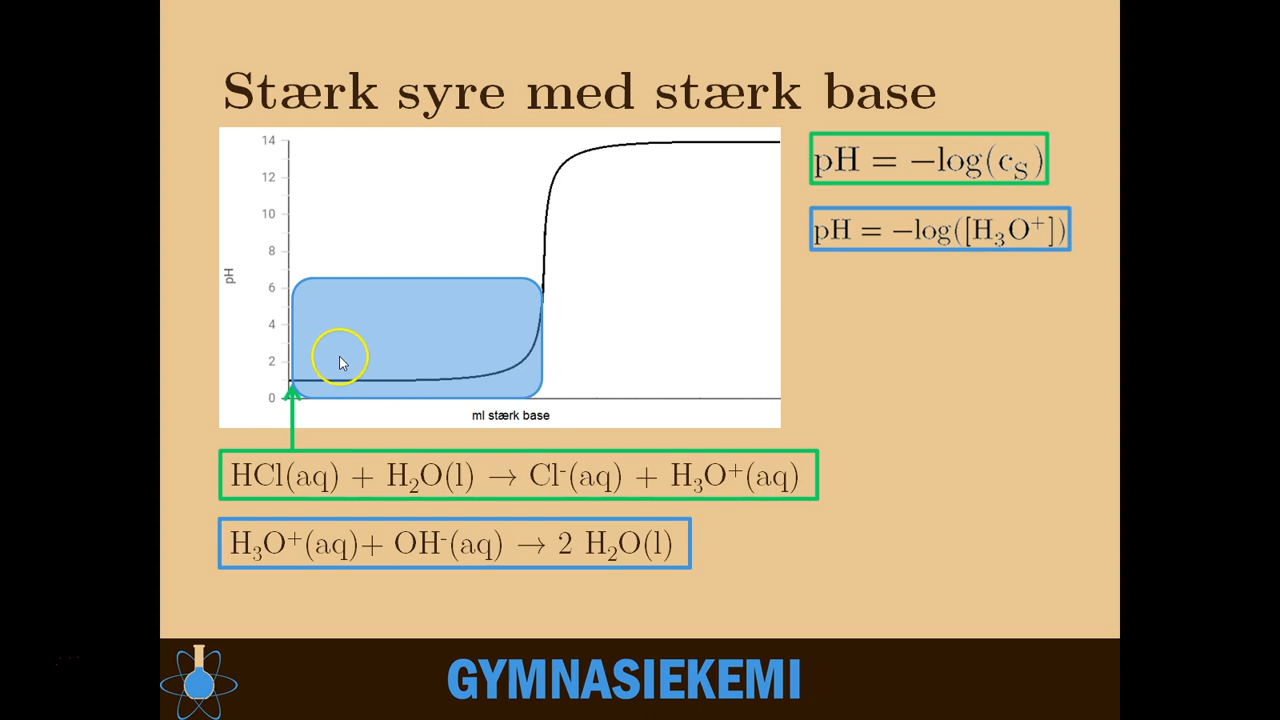 Stærk syre med stærk base
14
12
10
8
6
4
2
0
pH
ml stærk base
pH = −log(c_S)
pH = −log([H₃O⁺])
HCl(aq) + H₂O(l) → Cl⁻(aq) + H₃O⁺(aq)
H₃O⁺(aq)+ OH⁻(aq) → 2 H₂O(l)
GYMNASIEKEMI